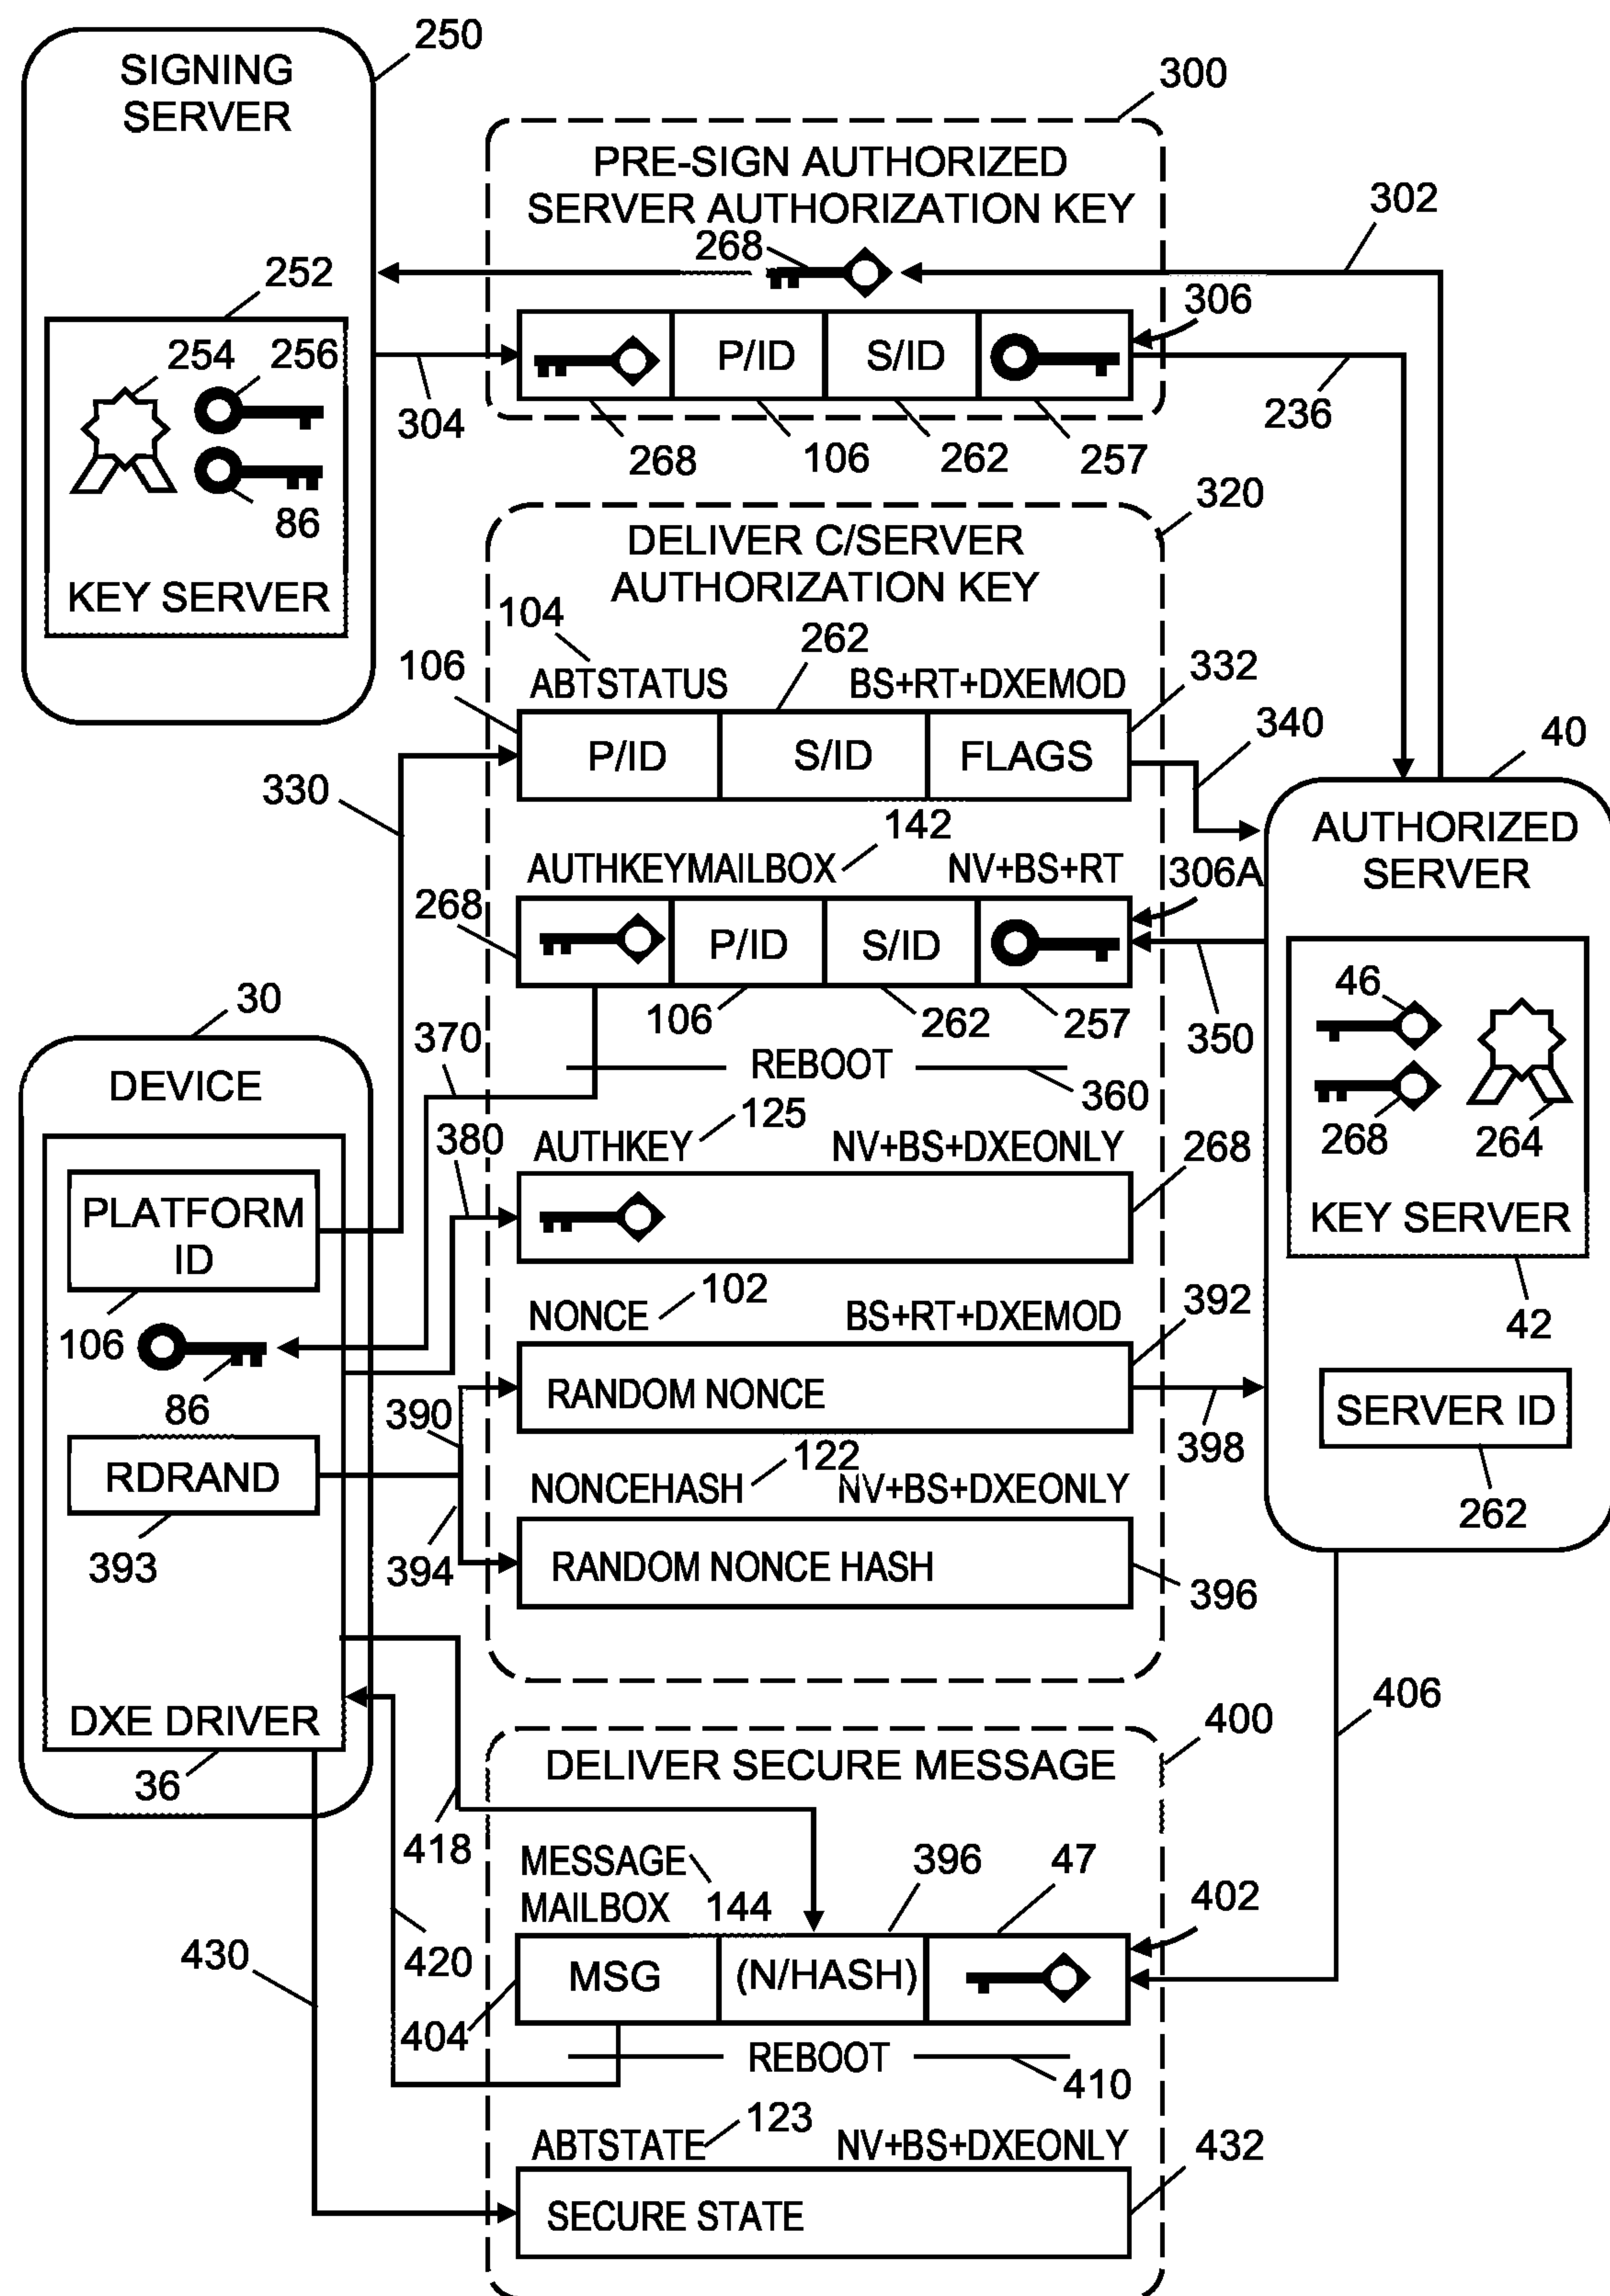 250
SIGNING
SERVER
300
PRE-SIGN AUTHORIZED
SERVER AUTHORIZATION KEY
302
268
252
306
254 256
P/ID S/ID
304
236
268 106 262 257
86
KEY SERVER
320
DELIVER C/SERVER
AUTHORIZATION KEY
104
262
106
332
ABTSTATUS BS+RT+DXEMOD
340
40
P/ID S/ID FLAGS
330
142
AUTHORIZED
SERVER
AUTHKEYMAILBOX NV+BS+RT
306A
268
P/ID S/ID
46
30
106 262 257
350
370
REBOOT
360
DEVICE
125
380
AUTHKEY NV+BS+DXEONLY
268
268 264
PLATFORM
ID
KEY SERVER
102
392
NONCE BS+RT+DXEMOD
42
106
86
RANDOM NONCE
390
SERVER ID
398
122
RDRAND
NONCEHASH NV+BS+DXEONLY
262
393
394
RANDOM NONCE HASH
396
406
DXE DRIVER
400
DELIVER SECURE MESSAGE
36
418
MESSAGE
MAILBOX
144
396
47
402
430
420
MSG (N/HASH)
404
REBOOT
410
123
ABTSTATE NV+BS+DXEONLY
432
SECURE STATE